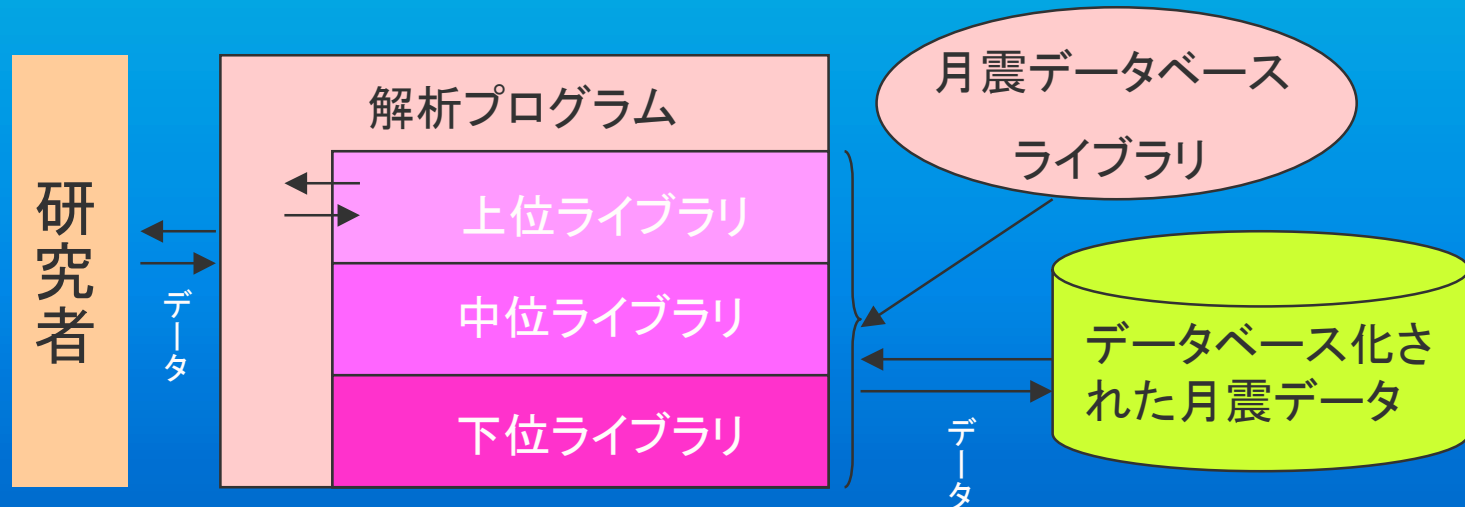 研究者
データ
解析プログラム
上位ライブラリ
中位ライブラリ
下位ライブラリ
月震データベース
ライブラリ
データベース化さ
れた月震データ
データ